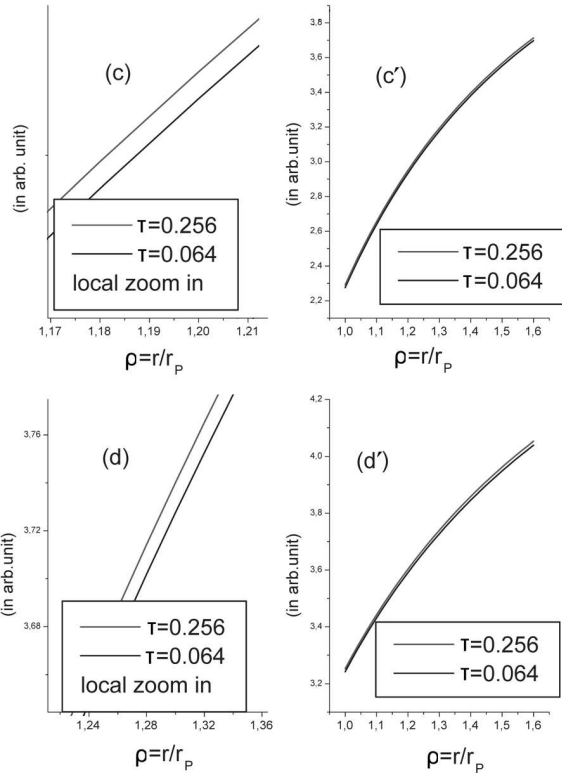 (c)
(in arb. unit)
τ=0.256
τ=0.064
local zoom in
1,17 1,18 1,19 1,20 1,21
ρ=r/rP
(c′)
(in arb. unit)
3,8
3,6
3,4
3,2
3,0
2,8
2,6
2,4
2,2
τ=0.256
τ=0.064
1,0 1,1 1,2 1,3 1,4 1,5 1,6
ρ=r/rP
(d)
(in arb.unit)
3,76
3,72
3,68
τ=0.256
τ=0.064
local zoom in
1,24 1,28 1,32 1,36
ρ=r/rP
(d′)
(in arb.unit)
4,2
4,0
3,8
3,6
3,4
3,2
τ=0.256
τ=0.064
1,0 1,1 1,2 1,3 1,4 1,5 1,6
ρ=r/rP